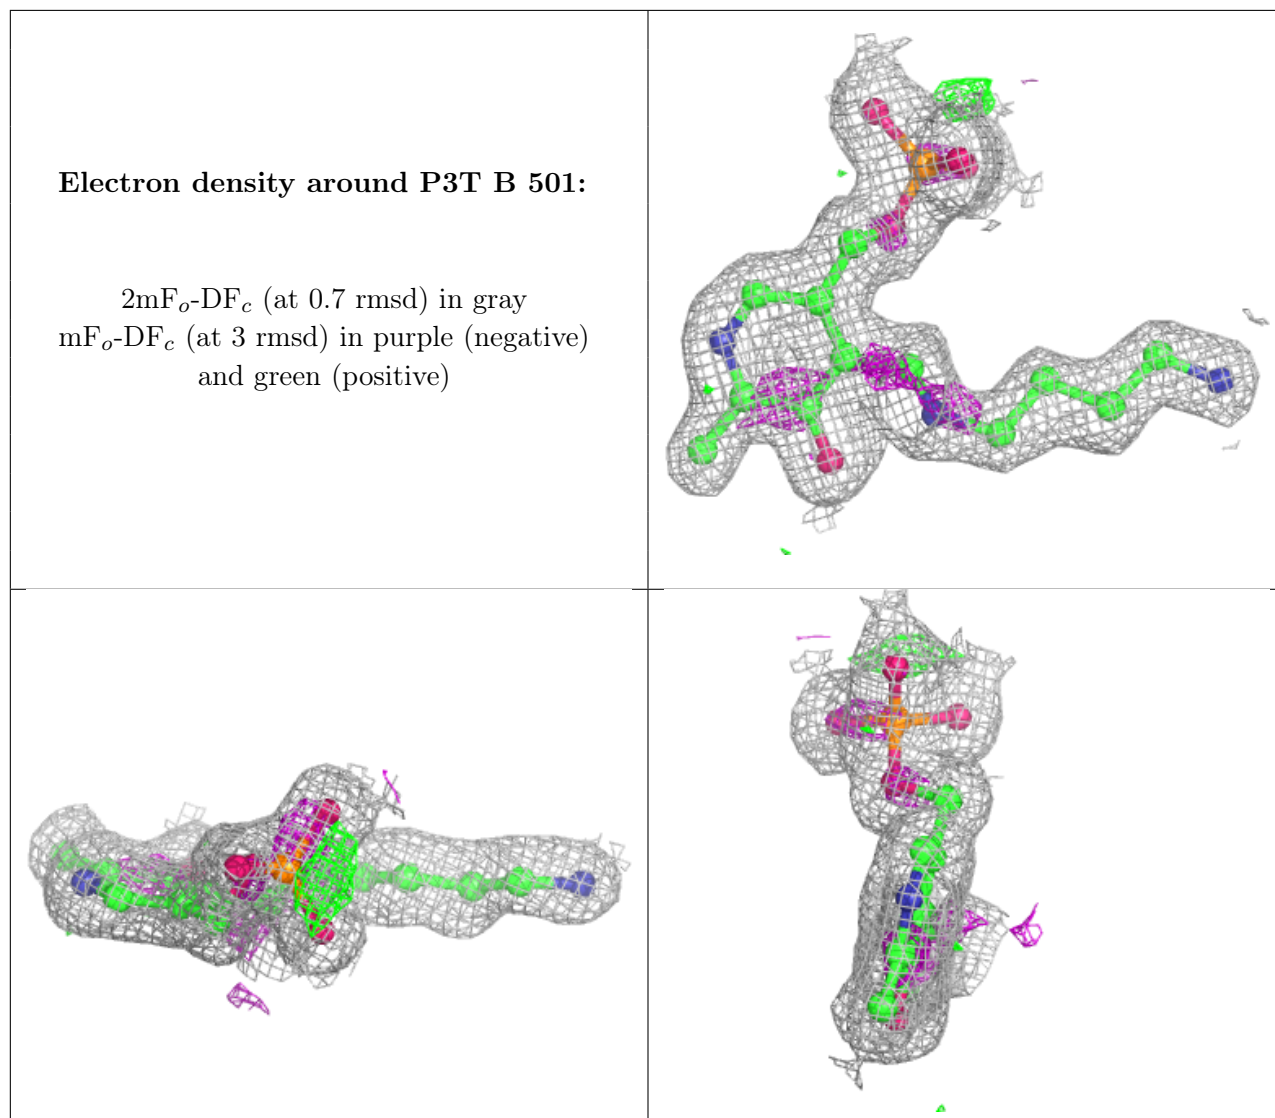 Electron density around P3T B 501:
2mFo-DFc (at 0.7 rmsd) in gray
mFo-DFc (at 3 rmsd) in purple (negative)
and green (positive)